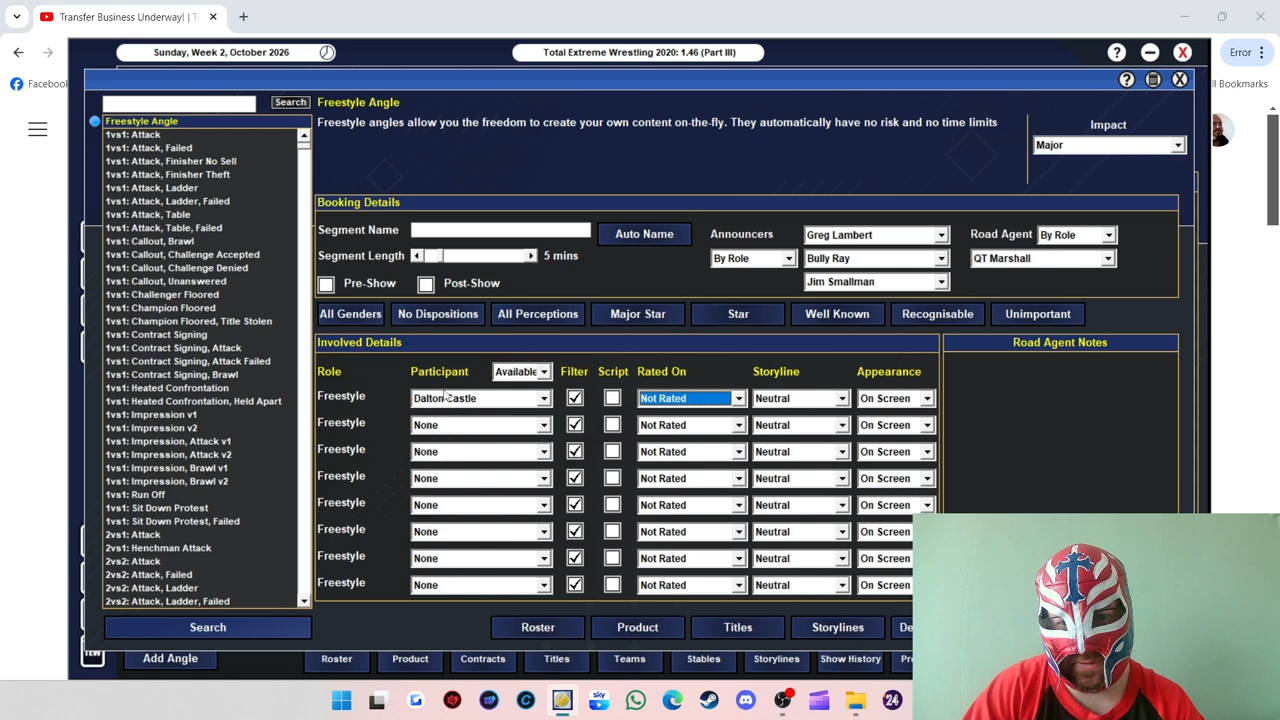 Transfer Business Underway! | T
Error
Facebook
ll Bookmarks
Sunday, Week 2, October 2026
Total Extreme Wrestling 2020: 1.46 (Part III)
Search
Freestyle Angle
Freestyle angles allow you the freedom to create your own content on-the-fly. They automatically have no risk and no time limits
Impact
Major
Freestyle Angle
1vs1: Attack
1vs1: Attack, Failed
1vs1: Attack, Finisher No Sell
1vs1: Attack, Finisher Theft
1vs1: Attack, Ladder
1vs1: Attack, Ladder, Failed
1vs1: Attack, Table
1vs1: Attack, Table, Failed
1vs1: Callout, Brawl
1vs1: Callout, Challenge Accepted
1vs1: Callout, Challenge Denied
1vs1: Callout, Unanswered
1vs1: Challenger Floored
1vs1: Champion Floored
1vs1: Champion Floored, Title Stolen
1vs1: Contract Signing
1vs1: Contract Signing, Attack
1vs1: Contract Signing, Attack Failed
1vs1: Contract Signing, Brawl
1vs1: Heated Confrontation
1vs1: Heated Confrontation, Held Apart
1vs1: Impression v1
1vs1: Impression v2
1vs1: Impression, Attack v1
1vs1: Impression, Attack v2
1vs1: Impression, Brawl v1
1vs1: Impression, Brawl v2
1vs1: Run Off
1vs1: Sit Down Protest
1vs1: Sit Down Protest, Failed
2vs1: Attack
2vs1: Henchman Attack
2vs2: Attack
2vs2: Attack, Failed
2vs2: Attack, Ladder
2vs2: Attack, Ladder, Failed
Search
Booking Details
Segment Name
Auto Name
Announcers
Greg Lambert
Road Agent
By Role
Segment Length
5 mins
By Role
Bully Ray
QT Marshall
Pre-Show
Post-Show
Jim Smallman
All Genders
No Dispositions
All Perceptions
Major Star
Star
Well Known
Recognisable
Unimportant
Involved Details
Road Agent Notes
Role
Participant
Available
Filter
Script
Rated On
Storyline
Appearance
Freestyle Dalton Castle Not Rated Neutral On Screen
Freestyle None Not Rated Neutral On Screen
Freestyle None Not Rated Neutral On Screen
Freestyle None Not Rated Neutral On Screen
Freestyle None Not Rated Neutral On Screen
Freestyle None Not Rated Neutral On Screen
Freestyle None Not Rated Neutral On Screen
Freestyle None Not Rated Neutral On Screen
Roster
Product
Titles
Storylines
De
TEW
Add Angle
Roster
Product
Contracts
Titles
Teams
Stables
Storylines
Show History
Pr
sky
24